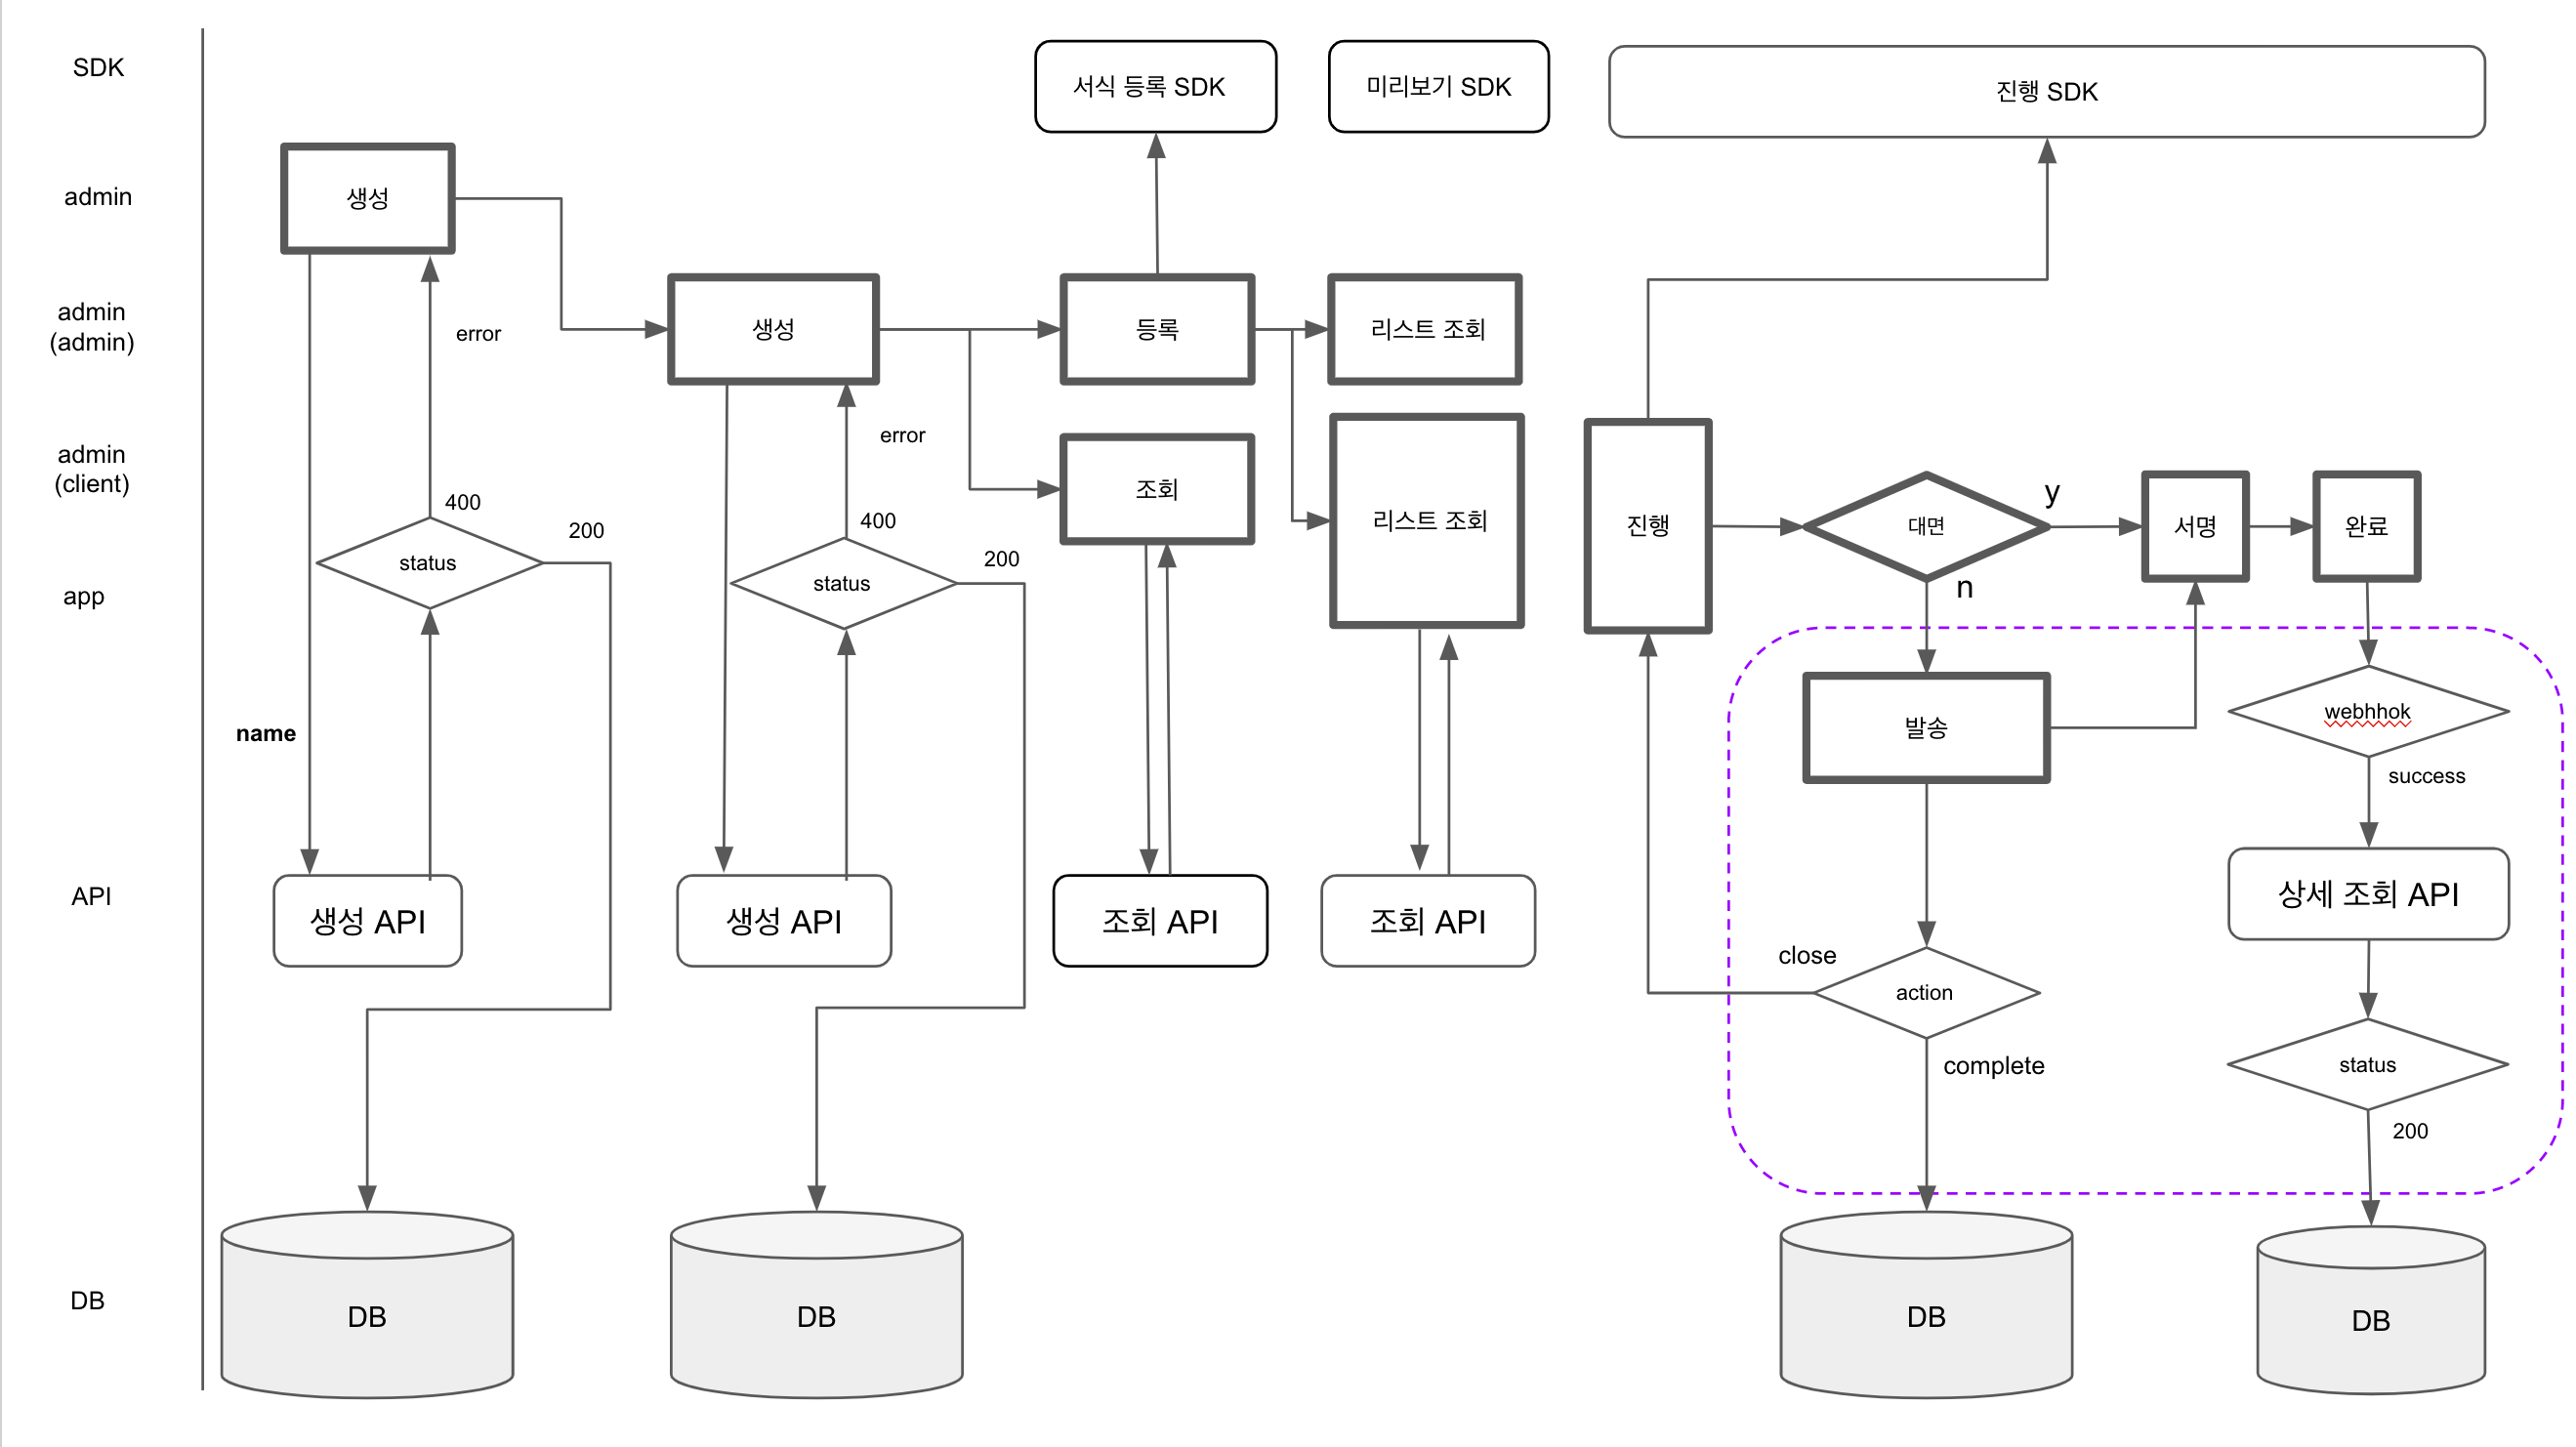 SDK
서식 등록 SDK
미리보기 SDK
진행 SDK
admin
생성
admin
(admin)
error
생성
등록
리스트 조회
admin
(client)
error
조회
리스트 조회
진행
대면
y
서명
완료
400
200
status
400
200
status
n
app
name
발송
webhhok
success
API
생성 API
생성 API
조회 API
조회 API
상세 조회 API
close
action
complete
status
200
DB
DB
DB
DB
DB